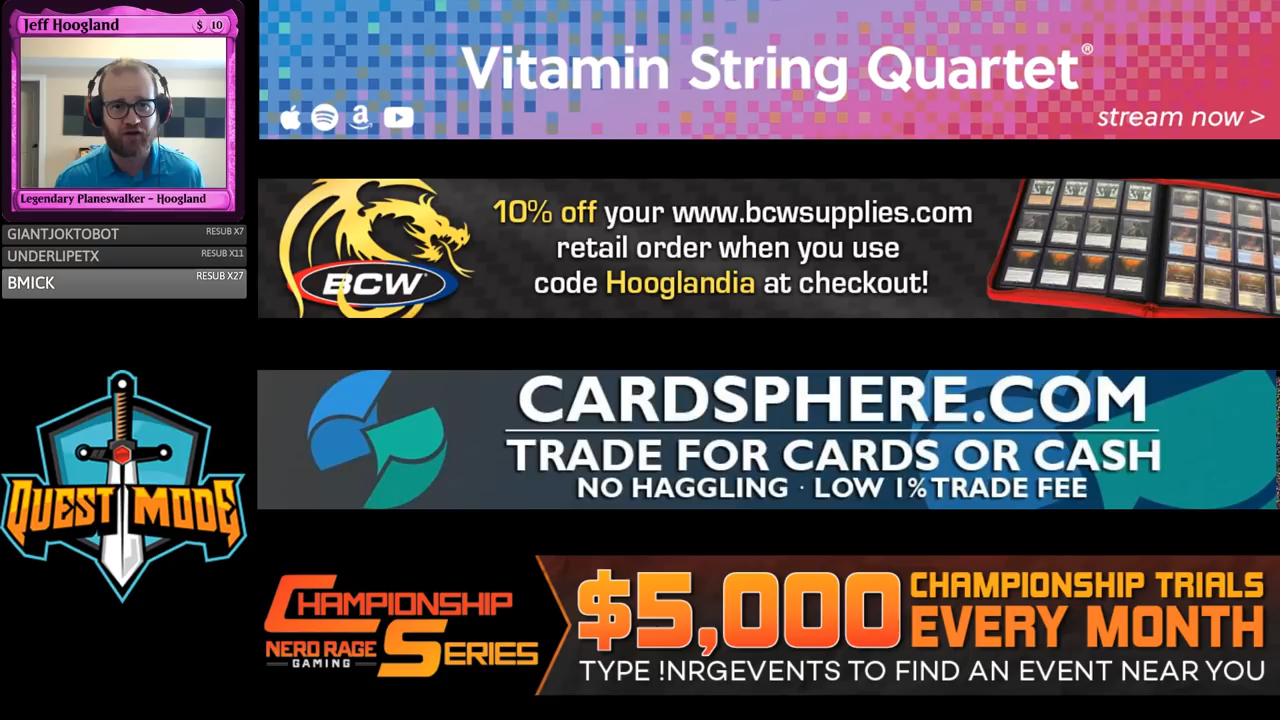 Jeff Hoogland $ 10
Legendary Planeswalker – Hoogland
GIANTJOKTOBOT RESUB X7
UNDERLIPETX RESUB X11
BMICK RESUB X27
QUEST MODE
Vitamin String Quartet®
stream now >
10% off your www.bcwsupplies.com
retail order when you use
code Hooglandia at checkout!
BCW
CARDSPHERE.COM
TRADE FOR CARDS OR CASH
NO HAGGLING · LOW 1% TRADE FEE
CHAMPIONSHIP
SERIES
NERD RAGE
GAMING
$5,000 CHAMPIONSHIP TRIALS
EVERY MONTH
TYPE !NRGEVENTS TO FIND AN EVENT NEAR YOU